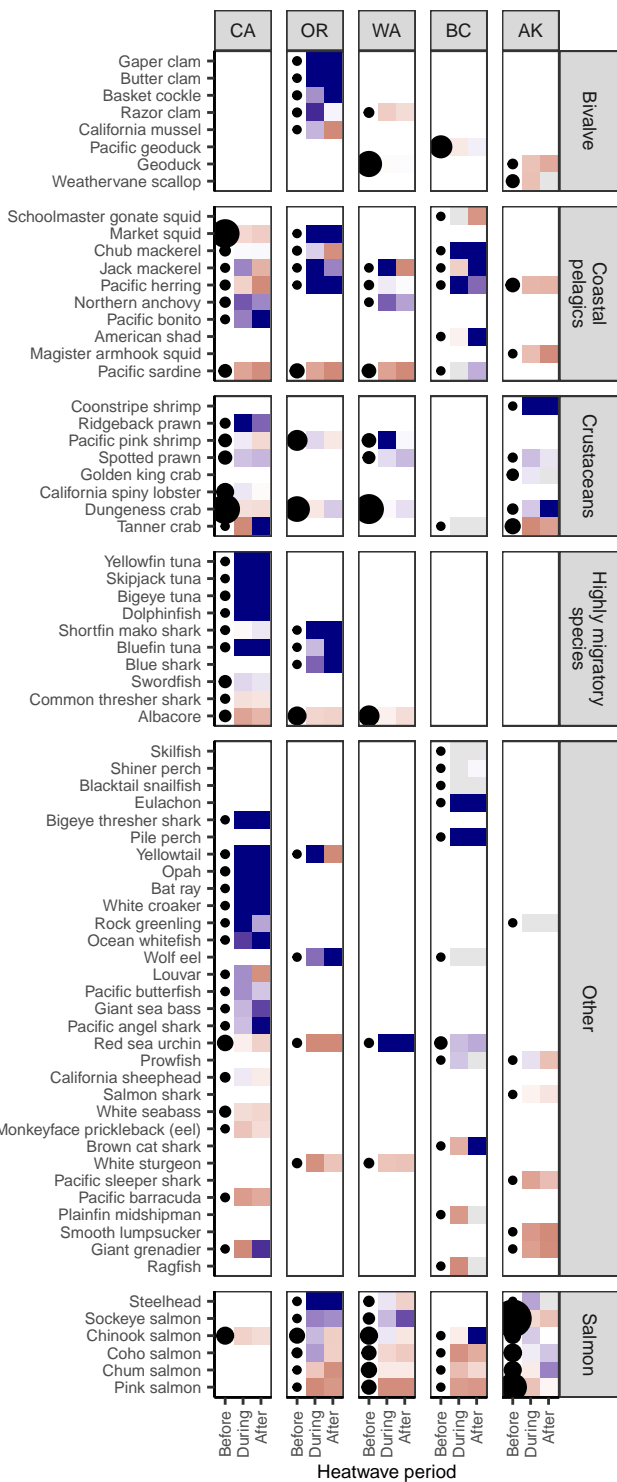 CA
OR
WA
BC
AK
Gaper clam
Butter clam
Basket cockle
Razor clam
California mussel
Pacific geoduck
Geoduck
Weathervane scallop
Bivalve
Schoolmaster gonate squid
Market squid
Chub mackerel
Jack mackerel
Pacific herring
Northern anchovy
Pacific bonito
American shad
Magister armhook squid
Pacific sardine
Coastal
pelagics
Coonstripe shrimp
Ridgeback prawn
Pacific pink shrimp
Spotted prawn
Golden king crab
California spiny lobster
Dungeness crab
Tanner crab
Crustaceans
Yellowfin tuna
Skipjack tuna
Bigeye tuna
Dolphinfish
Shortfin mako shark
Bluefin tuna
Blue shark
Swordfish
Common thresher shark
Albacore
Highly migratory
species
Skilfish
Shiner perch
Blacktail snailfish
Eulachon
Bigeye thresher shark
Pile perch
Yellowtail
Opah
Bat ray
White croaker
Rock greenling
Ocean whitefish
Wolf eel
Louvar
Pacific butterfish
Giant sea bass
Pacific angel shark
Red sea urchin
Prowfish
California sheephead
Salmon shark
White seabass
Monkeyface prickleback (eel)
Brown cat shark
White sturgeon
Pacific sleeper shark
Pacific barracuda
Plainfin midshipman
Smooth lumpsucker
Giant grenadier
Ragfish
Other
Steelhead
Sockeye salmon
Chinook salmon
Coho salmon
Chum salmon
Pink salmon
Salmon
Before
During
After
Before
During
After
Before
During
After
Before
During
After
Before
During
After
Heatwave period